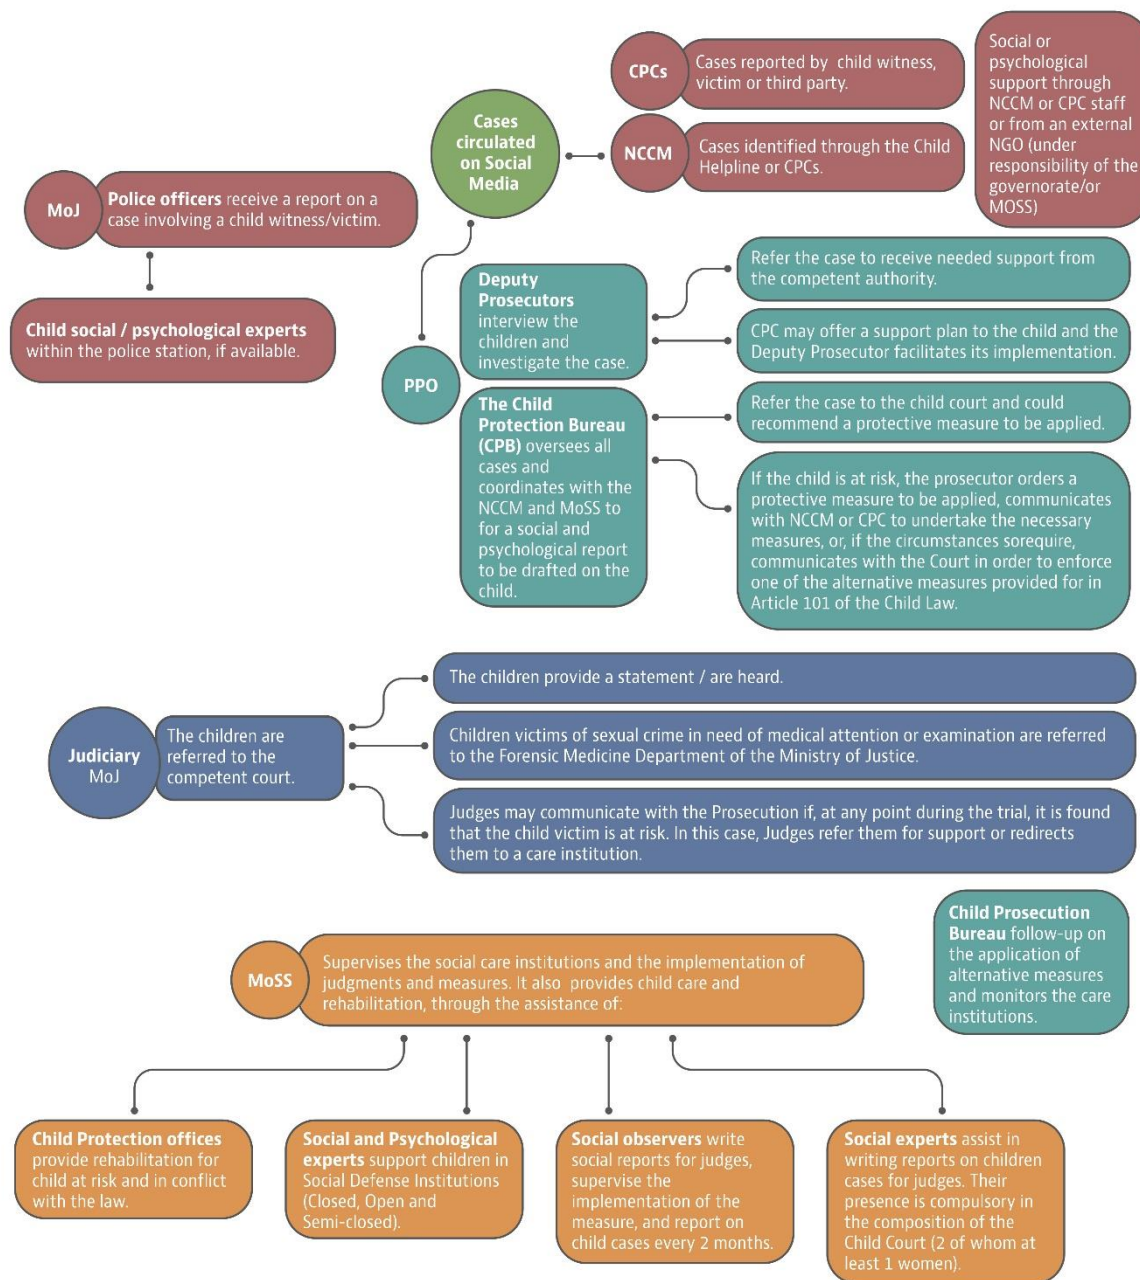 CPCs
Cases reported by  child witness,
victim or third party.
Social or
psychological
support through
NCCM or CPC staff
or from an external
NGO (under
responsibility of the
governorate/or
MOSS)
Cases
circulated
on Social
Media
NCCM
Cases identified through the Child
Helpline or CPCs.
MoJ
Police officers receive a report on a
case involving a child witness/victim.
Child social / psychological experts
within the police station, if available.
PPO
Deputy
Prosecutors
interview the
children and
investigate the case.
Refer the case to receive needed support from
the competent authority.
CPC may offer a support plan to the child and the
Deputy Prosecutor facilitates its implementation.
The Child
Protection Bureau
(CPB) oversees all
cases and
coordinates with the
NCCM and MoSS to
for a social and
psychological report
to be drafted on the
child.
Refer the case to the child court and could
recommend a protective measure to be applied.
If the child is at risk, the prosecutor orders a
protective measure to be applied, communicates
with NCCM or CPC to undertake the necessary
measures, or, if the circumstances sorequire,
communicates with the Court in order to enforce
one of the alternative measures provided for in
Article 101 of the Child Law.
Judiciary
MoJ
The children are
referred to the
competent court.
The children provide a statement / are heard.
Children victims of sexual crime in need of medical attention or examination are referred
to the Forensic Medicine Department of the Ministry of Justice.
Judges may communicate with the Prosecution if, at any point during the trial, it is found
that the child victim is at risk. In this case, Judges refer them for support or redirects
them to a care institution.
Child Prosecution
Bureau follow-up on
the application of
alternative measures
and monitors the care
institutions.
MoSS
Supervises the social care institutions and the implementation of
judgments and measures. It also  provides child care and
rehabilitation, through the assistance of:
Child Protection offices
provide rehabilitation for
child at risk and in conflict
with the law.
Social and Psychological
experts support children in
Social Defense Institutions
(Closed, Open and
Semi-closed).
Social observers write
social reports for judges,
supervise the
implementation of the
measure, and report on
child cases every 2 months.
Social experts assist in
writing reports on children
cases for judges. Their
presence is compulsory in
the composition of the
Child Court (2 of whom at
least 1 women).